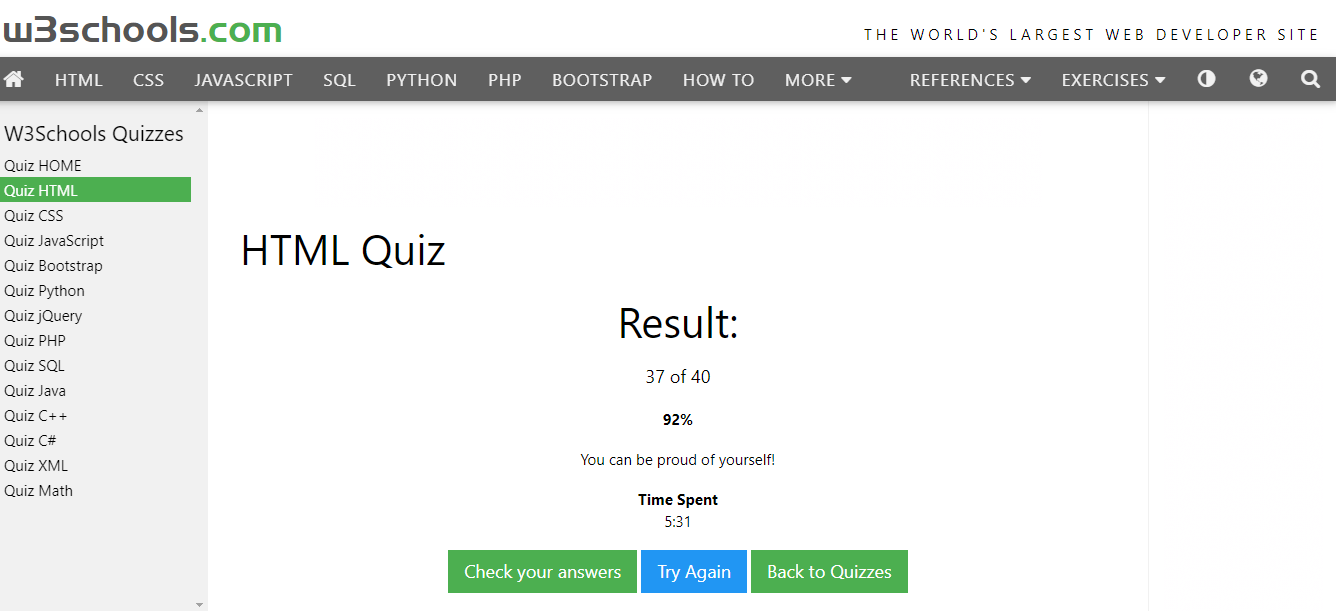 w3schools.com
THE WORLD'S LARGEST WEB DEVELOPER SITE
HTML CSS JAVASCRIPT SQL PYTHON PHP BOOTSTRAP HOW TO MORE REFERENCES EXERCISES
W3Schools Quizzes
Quiz HOME
Quiz HTML
Quiz CSS
Quiz JavaScript
Quiz Bootstrap
Quiz Python
Quiz jQuery
Quiz PHP
Quiz SQL
Quiz Java
Quiz C++
Quiz C#
Quiz XML
Quiz Math
HTML Quiz
Result:
37 of 40
92%
You can be proud of yourself!
Time Spent
5:31
Check your answers Try Again Back to Quizzes